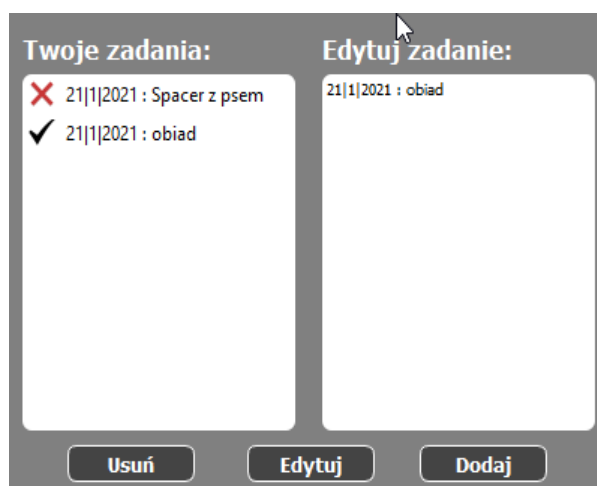 Twoje zadania:
21|1|2021 : Spacer z psem
21|1|2021 : obiad
Edytuj zadanie:
21|1|2021 : obiad
Usuń
Edytuj
Dodaj